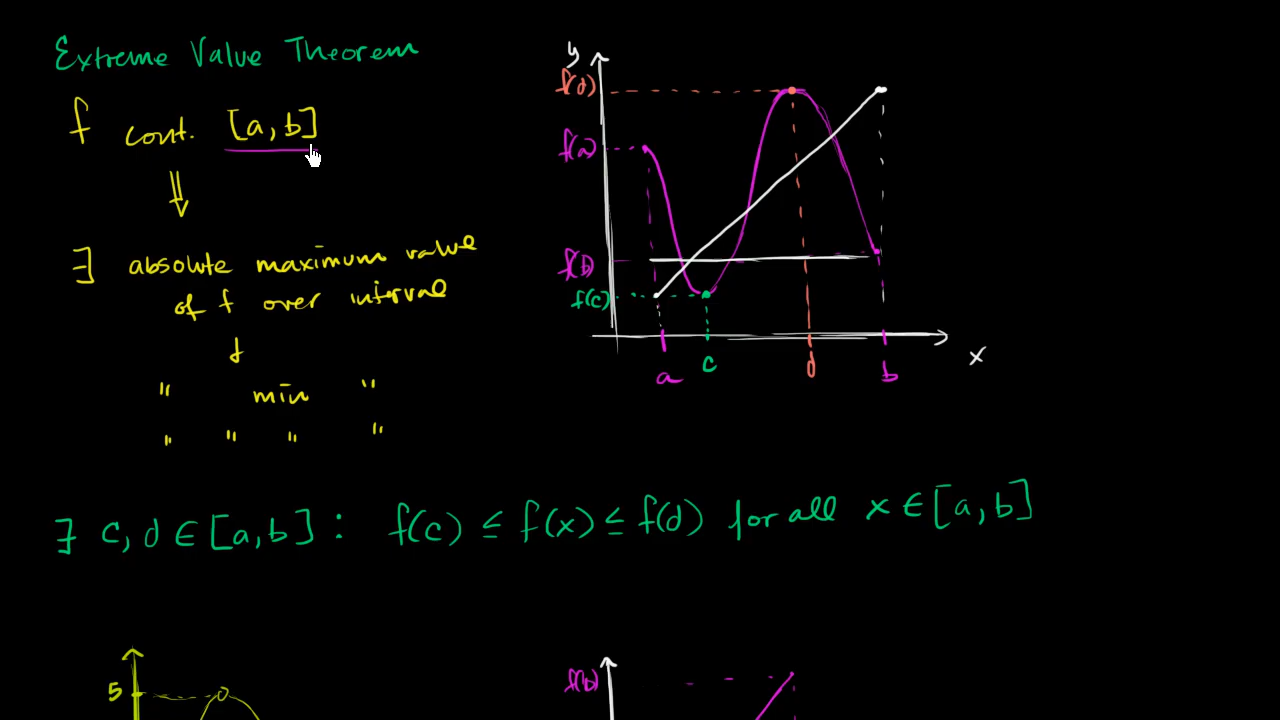 Extreme Value Theorem
f cont. [a, b]
⇓
∃ absolute maximum value
of f over interval
&
" min "
" " " "
∃ c, d ∈ [a, b] : f(c) ≤ f(x) ≤ f(d) for all x ∈ [a, b]
y
f(d)
f(a)
f(b)
f(c)
a
c
d
b
x
5
f(b)